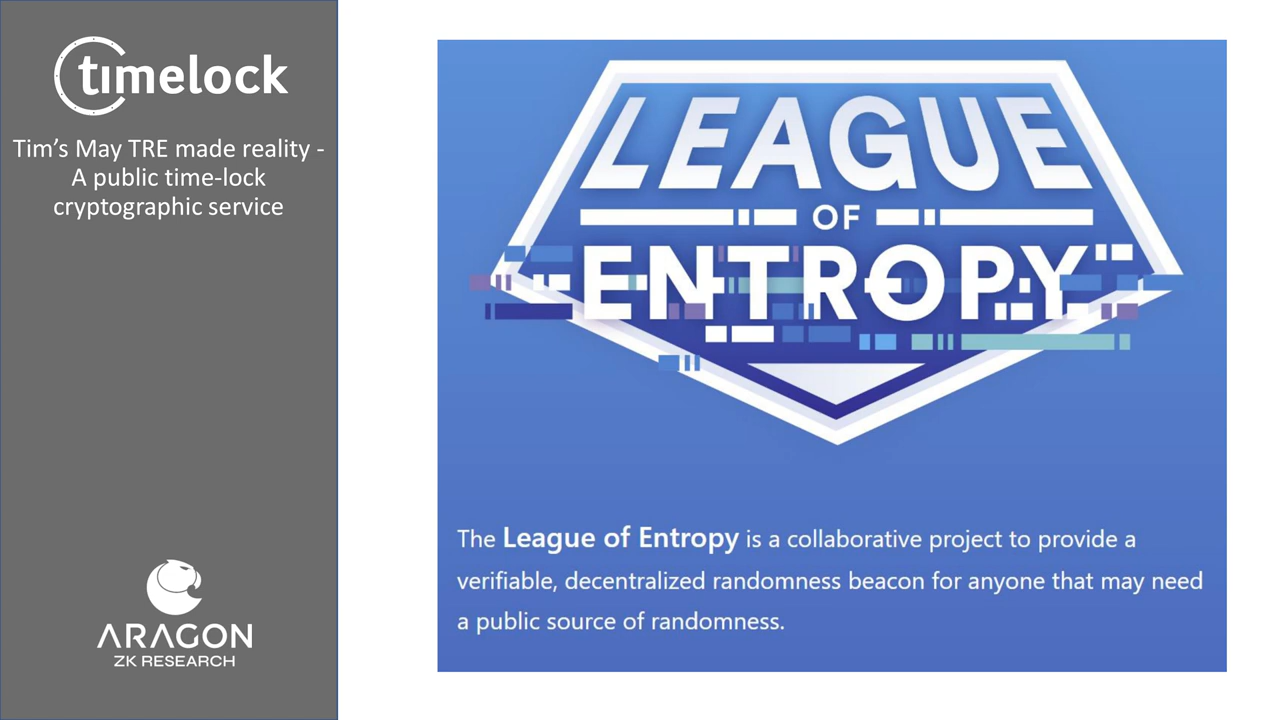 timelock
Tim’s May TRE made reality -
A public time-lock
cryptographic service
ARAGON
ZK RESEARCH
LEAGUE
OF
ENTROPY
The League of Entropy is a collaborative project to provide a
verifiable, decentralized randomness beacon for anyone that may need
a public source of randomness.